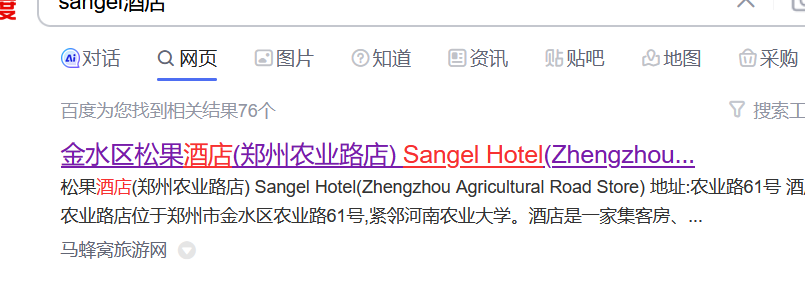 sangel酒店
对话 网页 图片 知道 资讯 贴吧 地图 采购
百度为您找到相关结果76个 搜索工
金水区松果酒店(郑州农业路店) Sangel Hotel(Zhengzhou...
松果酒店(郑州农业路店) Sangel Hotel(Zhengzhou Agricultural Road Store) 地址:农业路61号 酒
农业路店位于郑州市金水区农业路61号,紧邻河南农业大学。酒店是一家集客房、...
马蜂窝旅游网